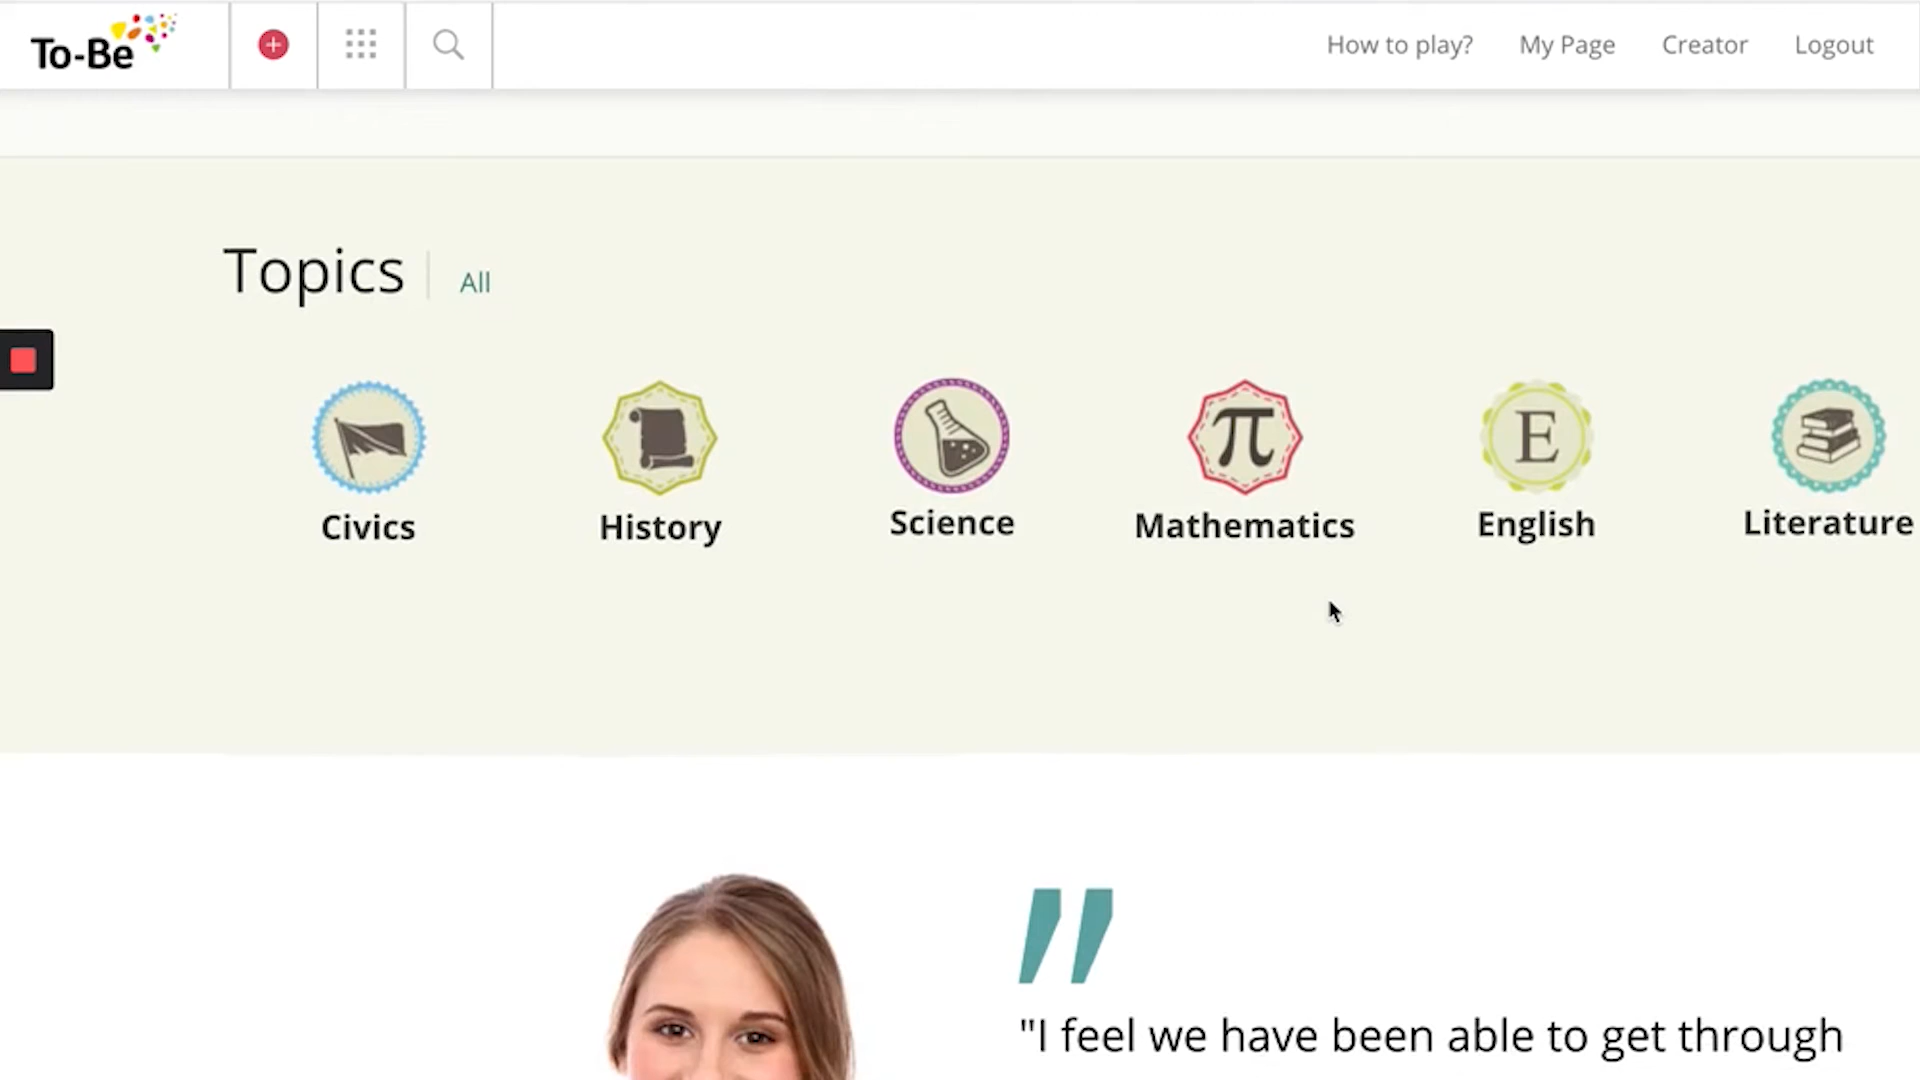 To-Be
How to play? My Page Creator Logout
Topics All
π E
Civics History Science Mathematics English Literature
"
"I feel we have been able to get through